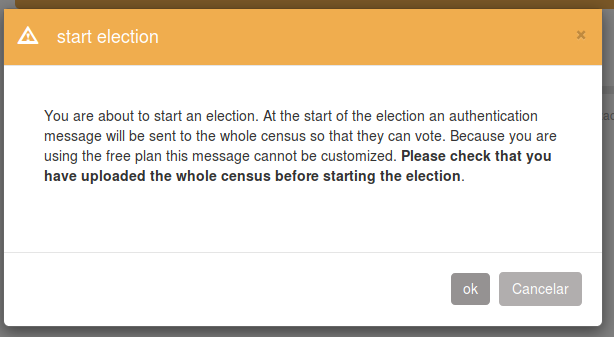 start election
×
You are about to start an election. At the start of the election an authentication
message will be sent to the whole census so that they can vote. Because you are
using the free plan this message cannot be customized. Please check that you
have uploaded the whole census before starting the election.
ok
Cancelar